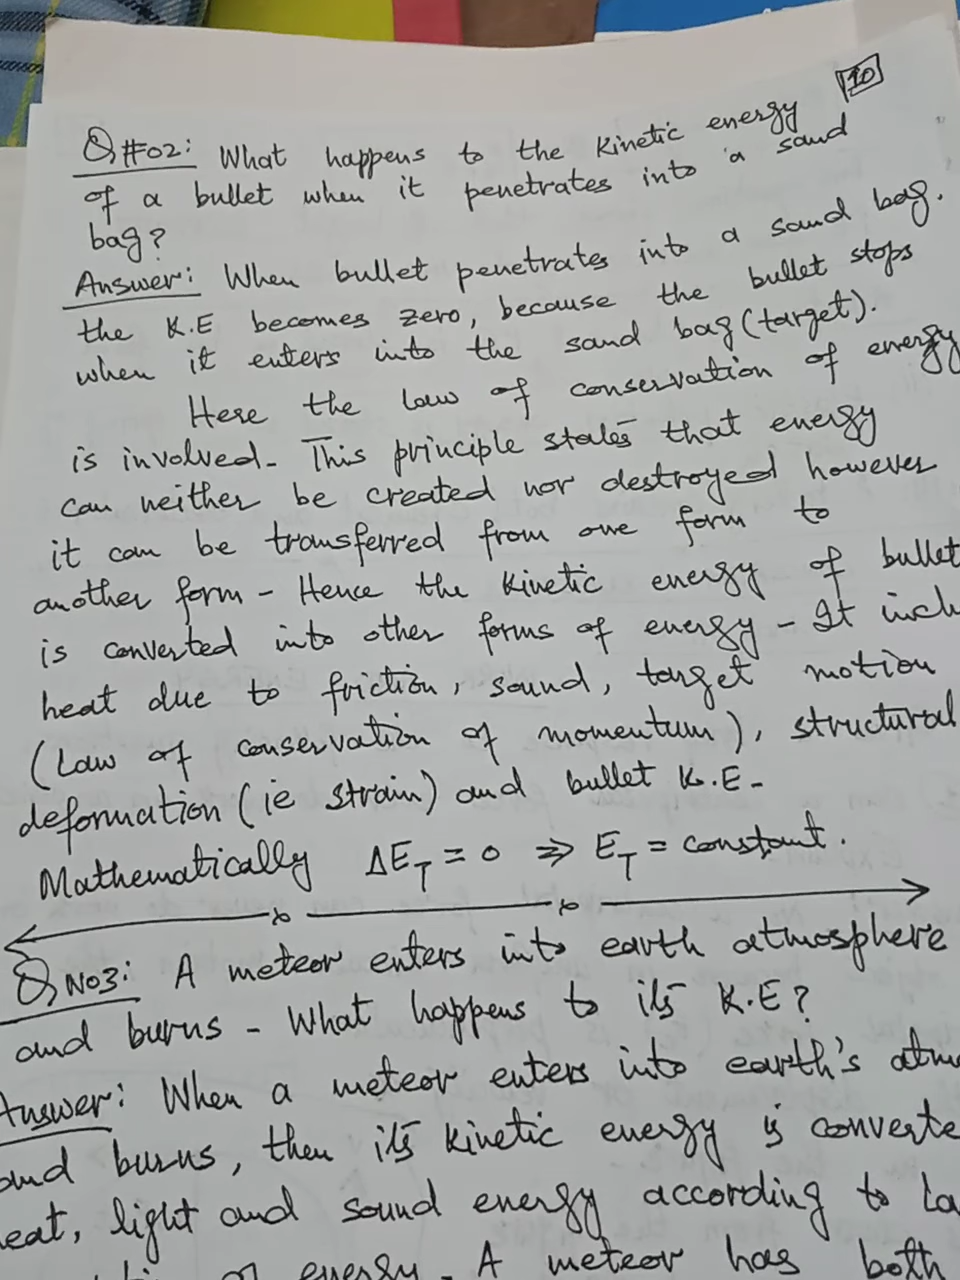 10
Q#02: What happens to the Kinetic energy
of a bullet when it penetrates into a sand
bag?
Answer: When bullet penetrates into a sand bag.
the K.E becomes zero, because the bullet stops
when it enters into the sand bag (target).
Here the law of conservation of energy
is involved. This principle states that energy
can neither be created nor destroyed however
it can be transferred from one form to
another form - Hence the Kinetic energy of bullet
is converted into other forms of energy - It incl
heat due to friction, sound, target motion
(Law of conservation of momentum), structural
deformation (ie strain) and bullet K.E -
Mathematically ΔE_T = 0 ⇒ E_T = constant.
Q No3: A meteor enters into earth atmosphere
and burns - What happens to its K.E?
Answer: When a meteor enters into earth's atm
and burns, then its Kinetic energy is converte
eat, light and sound energy according to La
of energy. A meteor has both